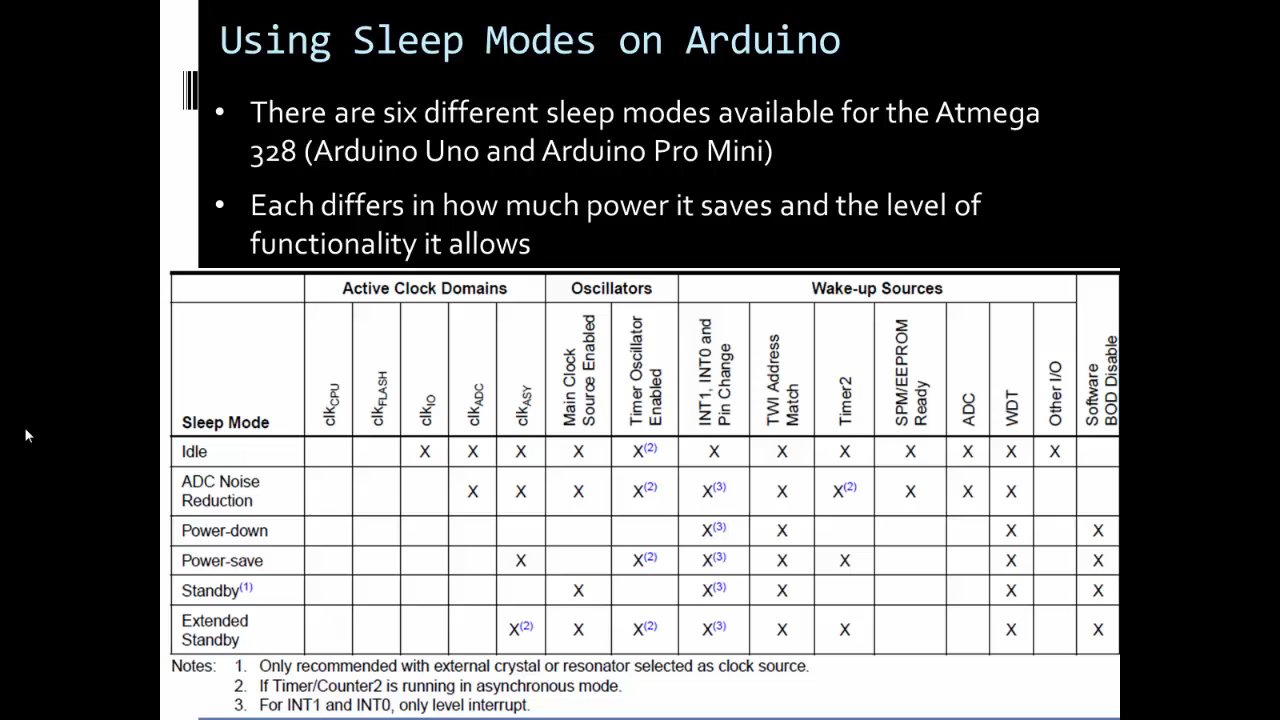 Using Sleep Modes on Arduino
• There are six different sleep modes available for the Atmega
328 (Arduino Uno and Arduino Pro Mini)
• Each differs in how much power it saves and the level of
functionality it allows
Active Clock Domains Oscillators Wake-up Sources
Sleep Mode clkCPU clkFLASH clkIO clkADC clkASY Main Clock Source Enabled Timer Oscillator Enabled INT1, INT0 and Pin Change TWI Address Match Timer2 SPM/EEPROM Ready ADC WDT Other I/O Software BOD Disable
Idle X X X X X(2) X X X X X X X
ADC Noise
Reduction X X X X(2) X(3) X X(2) X X X
Power-down X(3) X X X
Power-save X X(2) X(3) X X X X
Standby(1) X X(3) X X X
Extended
Standby X(2) X X(2) X(3) X X X X
Notes: 1. Only recommended with external crystal or resonator selected as clock source.
2. If Timer/Counter2 is running in asynchronous mode.
3. For INT1 and INT0, only level interrupt.